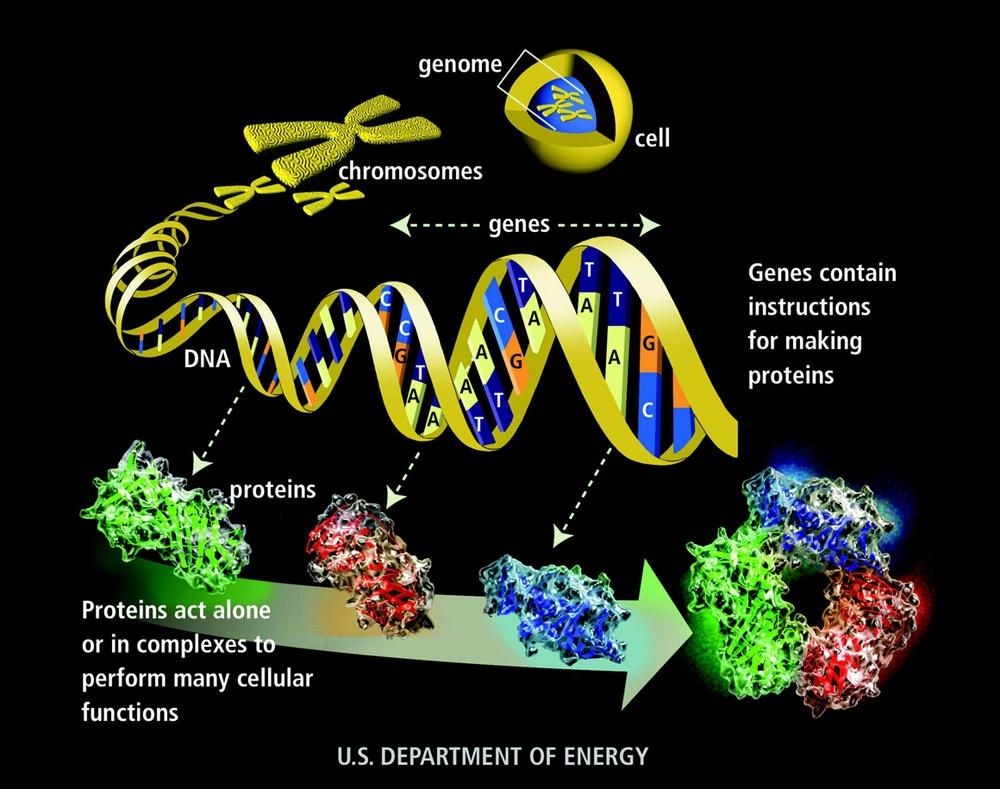 genome
cell
chromosomes
genes
Genes contain
instructions
for making
proteins
DNA
C
C
G
T
A
A
A
A
T
T
C
G
T
A
T
A
T
A
G
C
proteins
Proteins act alone
or in complexes to
perform many cellular
functions
U.S. DEPARTMENT OF ENERGY